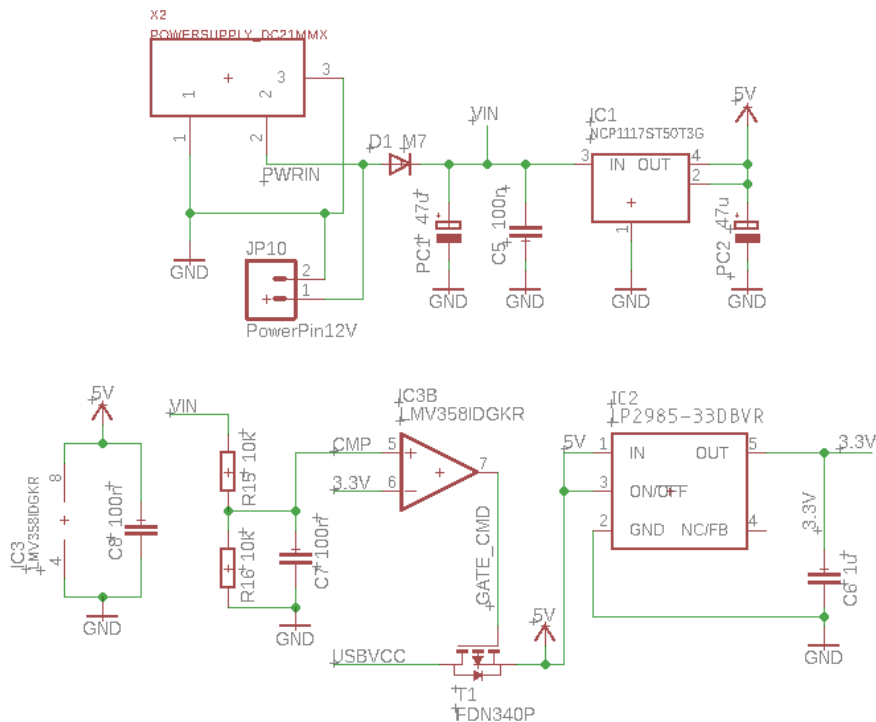 X2
POWERSUPPLY_DC21MMX
3
3
1
2
1
2
PWRIN
GND
D1 M7
VIN
PC1 47u
GND
C5 100n
GND
IC1
NCP1117ST50T3G
3
IN OUT
4
2
1
GND
5V
PC2 47u
GND
JP10
2
1
PowerPin12V
5V
8
4
IC3
LMV358IDGKR
C8 100n
GND
VIN
R15 10k
R16 10k
C7 100n
GND
CMP
3.3V
5
6
IC3B
LMV358IDGKR
7
GATE_CMD
USBVCC
T1
FDN340P
5V
IC2
LP2985-33DBVR
5V
1
IN
OUT
5
3
ON/OFF
2
GND
NC/FB
4
3.3V
3.3V
C6 1u
GND